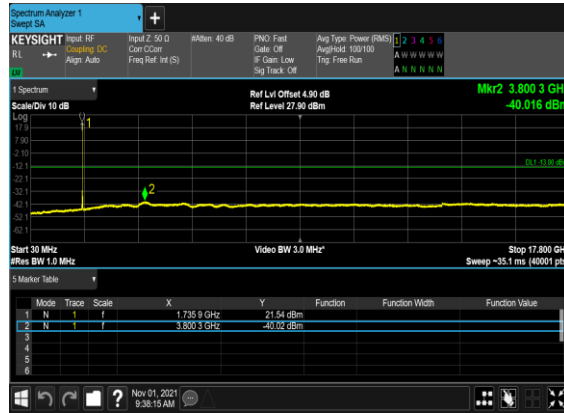 Spectrum Analyzer 1
Swept SA
+
KEYSIGHT Input: RF Input Z: 50 Ω #Atten: 40 dB PNO: Fast Avg Type: Power (RMS) 1 2 3 4 5 6
RL Coupling: DC Corr CCorr Gate: Off Avg|Hold: 100/100 A W W W W W
Align: Auto Freq Ref: Int (S) IF Gain: Low Trig: Free Run
Sig Track: Off A N N N N N
1 Spectrum Ref Lvl Offset 4.90 dB Mkr2 3.800 3 GH
Scale/Div 10 dB Ref Level 27.90 dBm -40.016 dBm
Log
17.9
7.90
-2.10
-12.1
-22.1
-32.1
-42.1
-52.1
-62.1
1
2
DL1 -13.00 dB
Start 30 MHz Video BW 3.0 MHz* Stop 17.800 GH
#Res BW 1.0 MHz Sweep ~35.1 ms (40001 pts
5 Marker Table
Mode Trace Scale X Y Function Function Width Function Value
1 N 1 f 1.735 9 GHz 21.54 dBm
2 N 1 f 3.800 3 GHz -40.02 dBm
3
4
5
6
? Nov 01, 2021
9:38:15 AM